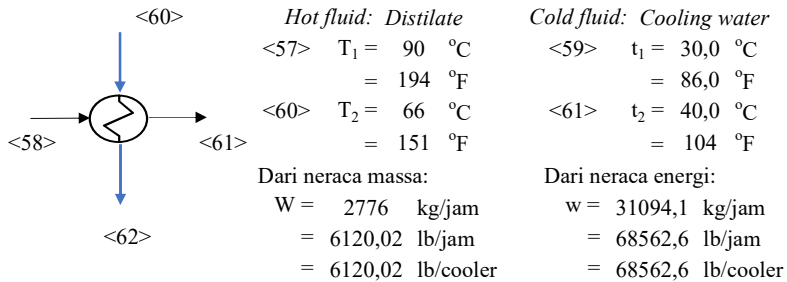 <60>
<58>
<61>
<62>
Hot fluid: Distilate
<57> T₁ = 90 °C
= 194 °F
<60> T₂ = 66 °C
= 151 °F
Dari neraca massa:
W = 2776 kg/jam
= 6120,02 lb/jam
= 6120,02 lb/cooler
Cold fluid: Cooling water
<59> t₁ = 30,0 °C
= 86,0 °F
<61> t₂ = 40,0 °C
= 104 °F
Dari neraca energi:
w = 31094,1 kg/jam
= 68562,6 lb/jam
= 68562,6 lb/cooler